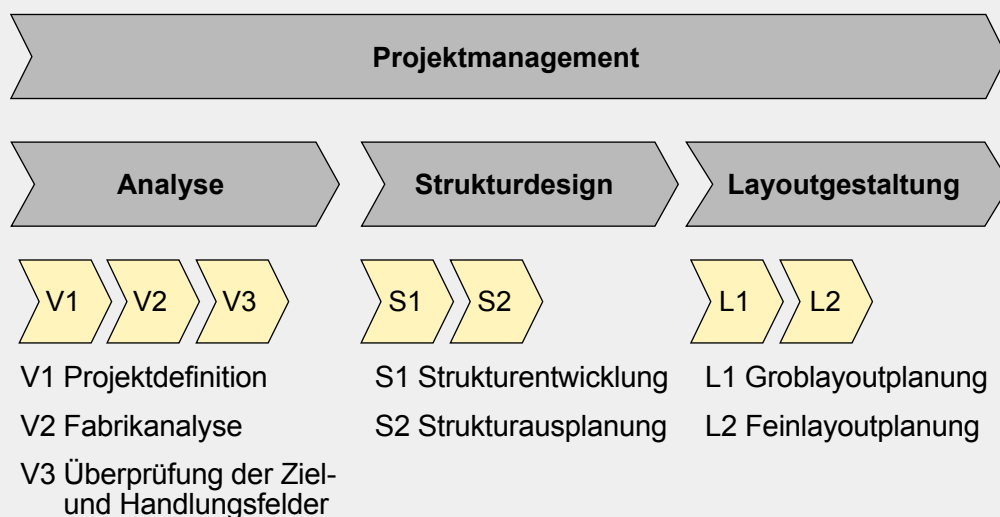 Projektmanagement
Analyse
Strukturdesign
Layoutgestaltung
V1
V2
V3
S1
S2
L1
L2
V1 Projektdefinition
V2 Fabrikanalyse
V3 Überprüfung der Ziel-
und Handlungsfelder
S1 Strukturentwicklung
S2 Strukturausplanung
L1 Groblayoutplanung
L2 Feinlayoutplanung